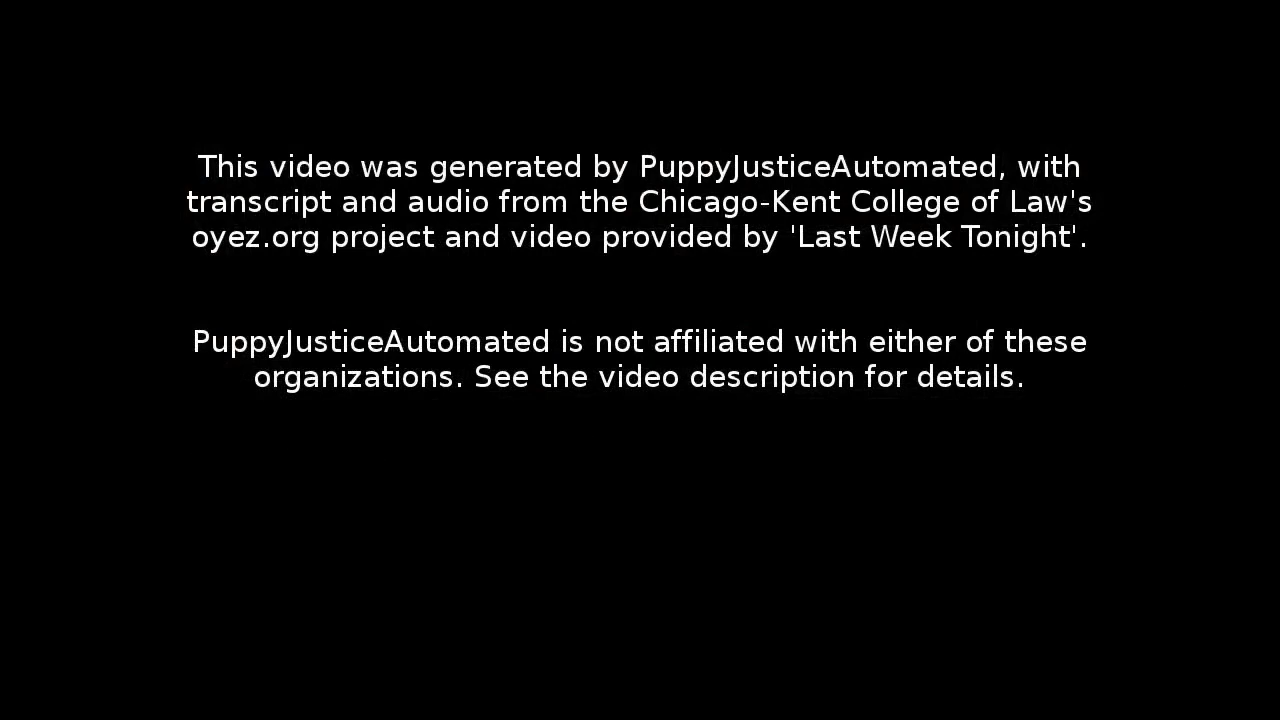 This video was generated by PuppyJusticeAutomated, with
transcript and audio from the Chicago-Kent College of Law's
oyez.org project and video provided by 'Last Week Tonight'.
PuppyJusticeAutomated is not affiliated with either of these
organizations. See the video description for details.